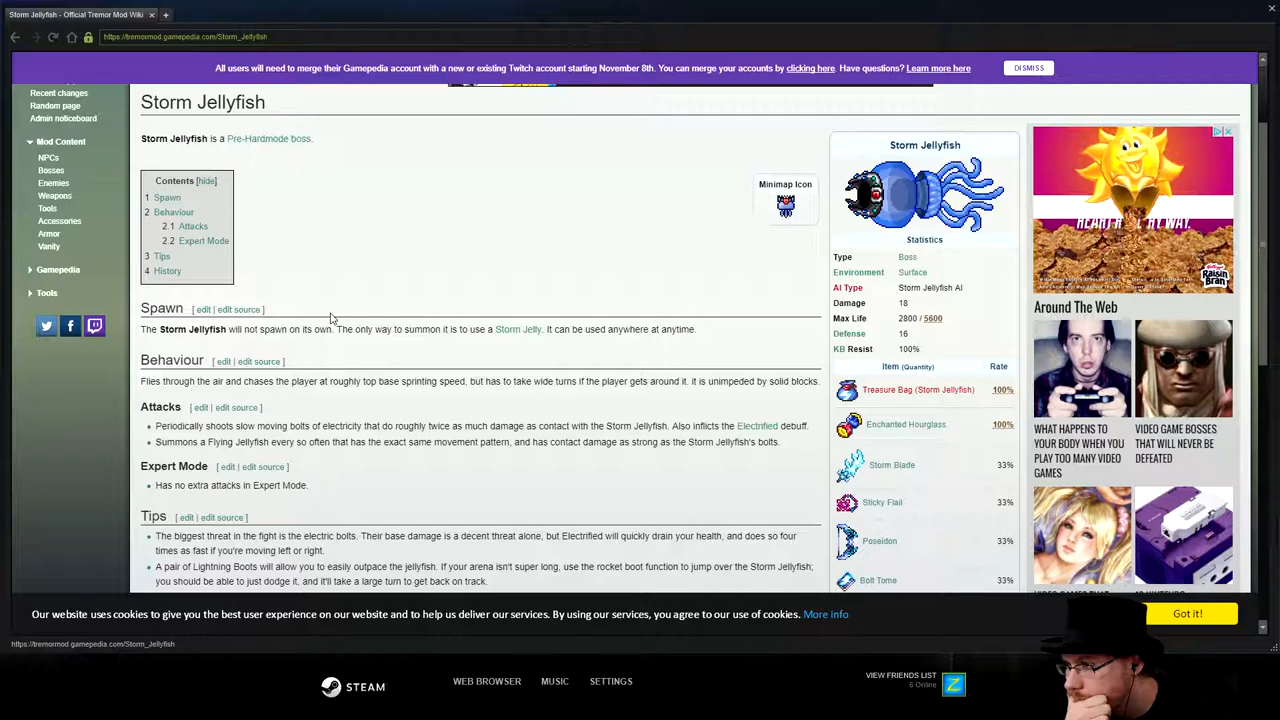 Storm Jellyfish - Official Tremor Mod Wiki
https://tremormod.gamepedia.com/Storm_Jellyfish
All users will need to merge their Gamepedia account with a new or existing Twitch account starting November 8th. You can merge your accounts by clicking here. Have questions? Learn more here
DISMISS
Recent changes
Random page
Admin noticeboard
Mod Content
NPCs
Bosses
Enemies
Weapons
Tools
Accessories
Armor
Vanity
Gamepedia
Tools
Storm Jellyfish
Storm Jellyfish is a Pre-Hardmode boss.
Contents [hide]
1 Spawn
2 Behaviour
2.1 Attacks
2.2 Expert Mode
3 Tips
4 History
Minimap Icon
Spawn [ edit | edit source ]
The Storm Jellyfish will not spawn on its own. The only way to summon it is to use a Storm Jelly. It can be used anywhere at anytime.
Behaviour [ edit | edit source ]
Flies through the air and chases the player at roughly top base sprinting speed, but has to take wide turns if the player gets around it. it is unimpeded by solid blocks.
Attacks [ edit | edit source ]
Periodically shoots slow moving bolts of electricity that do roughly twice as much damage as contact with the Storm Jellyfish. Also inflicts the Electrified debuff.
Summons a Flying Jellyfish every so often that has the exact same movement pattern, and has contact damage as strong as the Storm Jellyfish's bolts.
Expert Mode [ edit | edit source ]
Has no extra attacks in Expert Mode.
Tips [ edit | edit source ]
The biggest threat in the fight is the electric bolts. Their base damage is a decent threat alone, but Electrified will quickly drain your health, and does so four
times as fast if you're moving left or right.
A pair of Lightning Boots will allow you to easily outpace the jellyfish. If your arena isn't super long, use the rocket boot function to jump over the Storm Jellyfish;
you should be able to just dodge it, and it'll take a large turn to get back on track.
Storm Jellyfish
Statistics
Type Boss
Environment Surface
AI Type Storm Jellyfish AI
Damage 18
Max Life 2800 / 5600
Defense 16
KB Resist 100%
Item (Quantity) Rate
Treasure Bag (Storm Jellyfish) 100%
Enchanted Hourglass 100%
Storm Blade 33%
Sticky Flail 33%
Poseidon 33%
Bolt Tome 33%
Kellogg's
Raisin Bran
Around The Web
WHAT HAPPENS TO
YOUR BODY WHEN YOU
PLAY TOO MANY VIDEO
GAMES
VIDEO GAME BOSSES
THAT WILL NEVER BE
DEFEATED
Our website uses cookies to give you the best user experience on our website and to help us deliver our services. By using our services, you agree to our use of cookies. More info
Got it!
https://tremormod.gamepedia.com/Storm_Jellyfish
STEAM
WEB BROWSER
MUSIC
SETTINGS
VIEW FRIENDS LIST
6 Online
Z